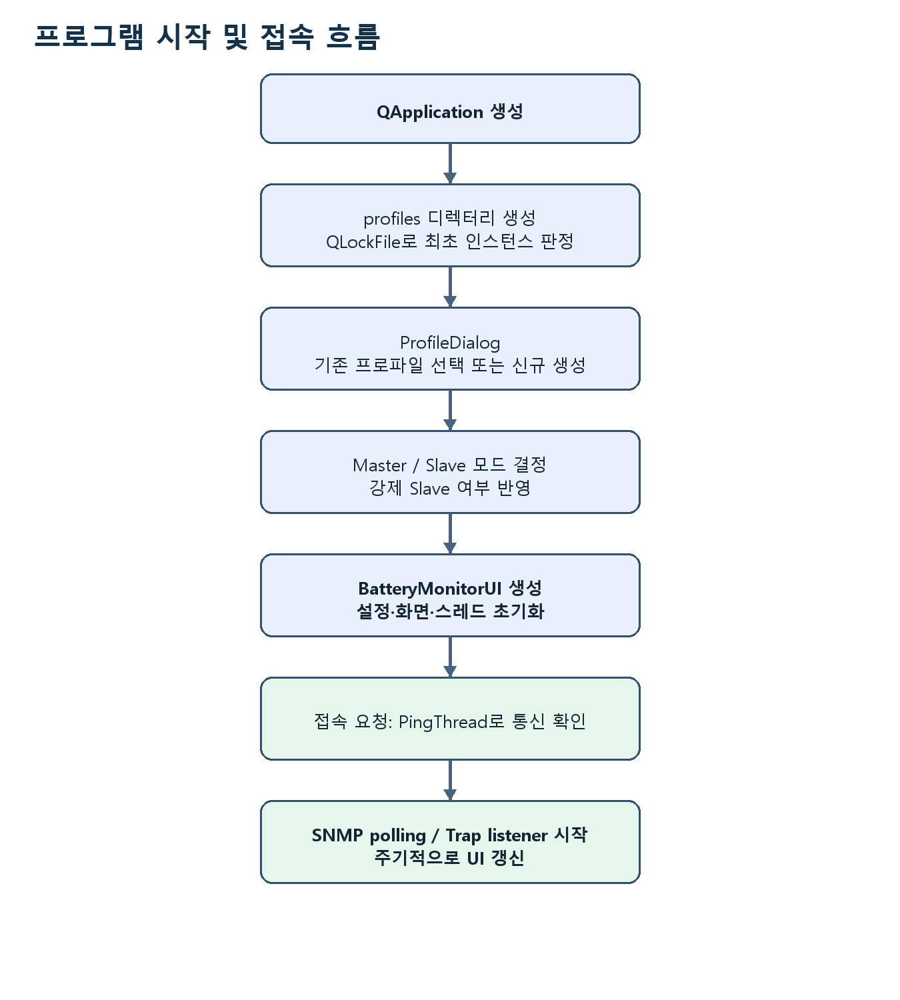 프로그램 시작 및 접속 흐름
QApplication 생성
profiles 디렉터리 생성
QLockFile로 최초 인스턴스 판정
ProfileDialog
기존 프로파일 선택 또는 신규 생성
Master / Slave 모드 결정
강제 Slave 여부 반영
BatteryMonitorUI 생성
설정·화면·스레드 초기화
접속 요청: PingThread로 통신 확인
SNMP polling / Trap listener 시작
주기적으로 UI 갱신